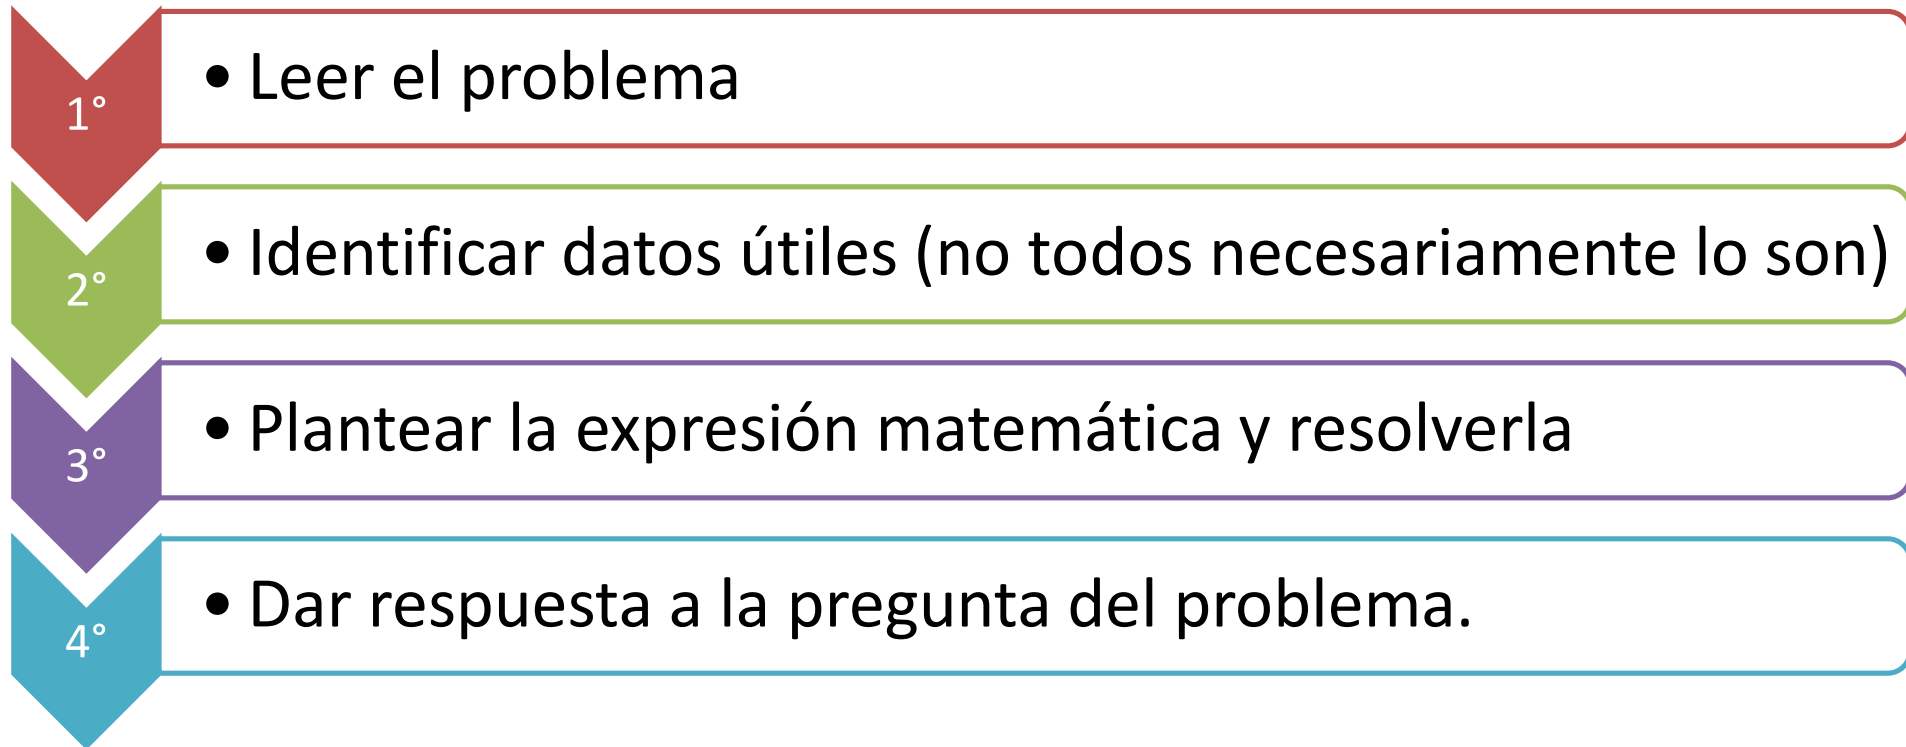 1°
• Leer el problema
2°
• Identificar datos útiles (no todos necesariamente lo son)
3°
• Plantear la expresión matemática y resolverla
4°
• Dar respuesta a la pregunta del problema.